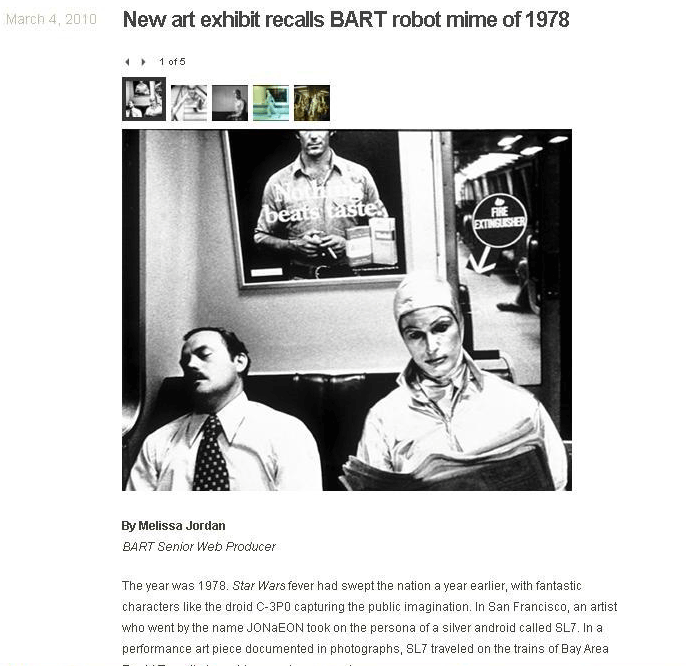 March 4, 2010
New art exhibit recalls BART robot mime of 1978
1 of 5
Nothing
beats taste.
FIRE
EXTINGUISHER
By Melissa Jordan
BART Senior Web Producer
The year was 1978. Star Wars fever had swept the nation a year earlier, with fantastic
characters like the droid C-3P0 capturing the public imagination. In San Francisco, an artist
who went by the name JONaEON took on the persona of a silver android called SL7. In a
performance art piece documented in photographs, SL7 traveled on the trains of Bay Area